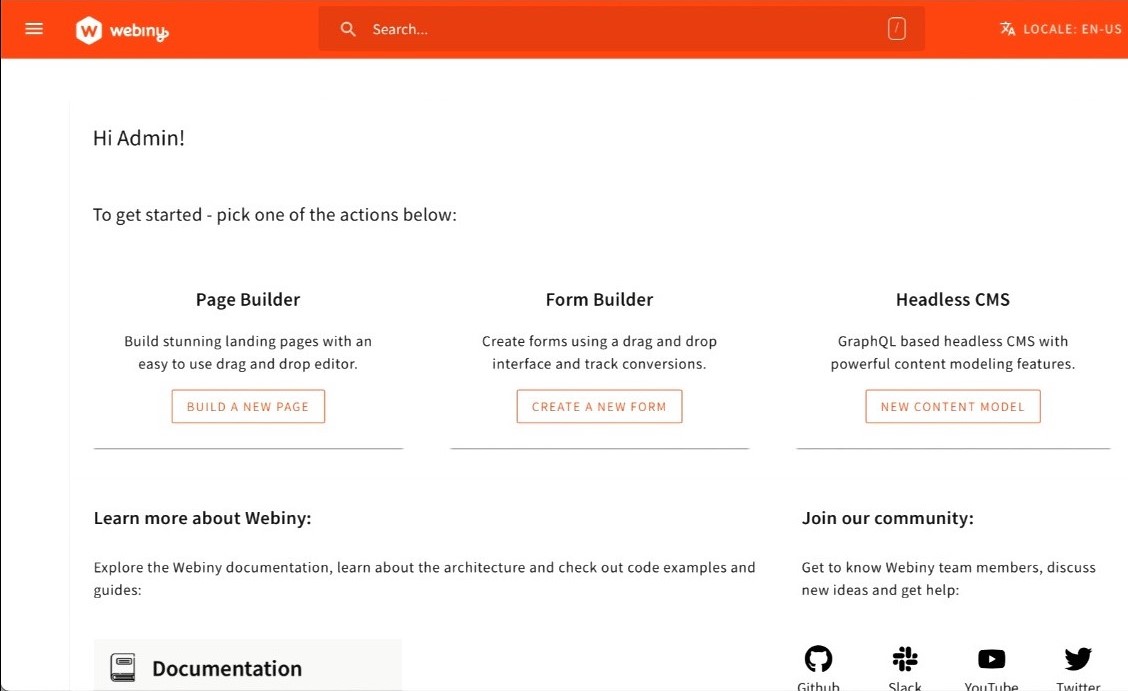 webiny
Search...
/
LOCALE: EN-US
Hi Admin!
To get started - pick one of the actions below:
Page Builder
Build stunning landing pages with an
easy to use drag and drop editor.
BUILD A NEW PAGE
Form Builder
Create forms using a drag and drop
interface and track conversions.
CREATE A NEW FORM
Headless CMS
GraphQL based headless CMS with
powerful content modeling features.
NEW CONTENT MODEL
Learn more about Webiny:
Explore the Webiny documentation, learn about the architecture and check out code examples and
guides:
Documentation
Join our community:
Get to know Webiny team members, discuss
new ideas and get help:
Github
Slack
YouTube
Twitter